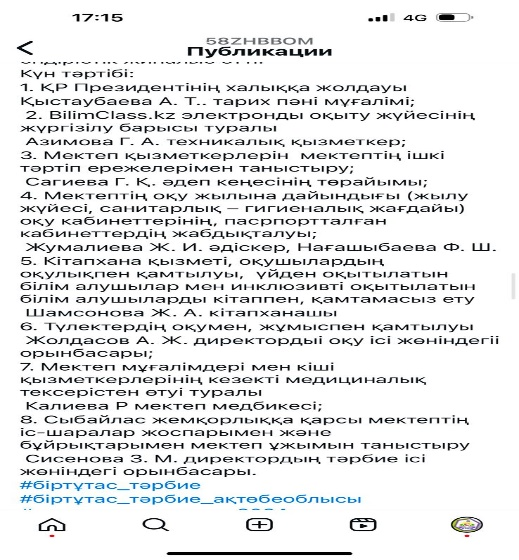 17:15
4G
58ZHBBOM
Публикации
Күн тәртібі:
1. ҚР Президентінің халыққа жолдауы
Қыстаубаева А. Т.. тарих пәні мұғалімі;
2. BilimClass.kz электронды оқыту жүйесінің
жүргізілу барысы туралы
Азимова Г. А. техникалық қызметкер;
3. Мектеп қызметкерлерін мектептің ішкі
тәртіп ережелерімен таныстыру;
Сагиева Г. Қ. әдеп кеңесінің төрайымы;
4. Мектептің оқу жылына дайындығы (жылу
жүйесі, санитарлық – гигиеналық жағдайы)
оқу кабинеттерінің, пасрпортталған
кабинеттердің жабдықталуы;
Жумалиева Ж. И. әдіскер, Нағашыбаева Ф. Ш.
5. Кітапхана қызметі, оқушылардың
оқулықпен қамтылуы, үйден оқытылатын
білім алушылар мен инклюзивті оқытылатын
білім алушыларды кітаппен, қамтамасыз ету
Шамсонова Ж. А. кітапханашы
6. Түлектердің оқумен, жұмыспен қамтылуы
Жолдасов А. Ж. директордыі оқу ісі жөніндегіі
орынбасары;
7. Мектеп мұғалімдері мен кіші
қызметкерлерінің кезекті медициналық
тексерістен өтуі туралы
Калиева Р мектеп медбикесі;
8. Сыбайлас жемқорлыққа қарсы мектептің
іс-шаралар жоспарымен және
бұйрықтарымен мектеп ұжымын таныстыру
Сисенова З. М. директордың тәрбие ісі
жөніндегі орынбасары.
#біртұтас_тәрбие
#біртұтас_тәрбие_ақтөбеоблысы